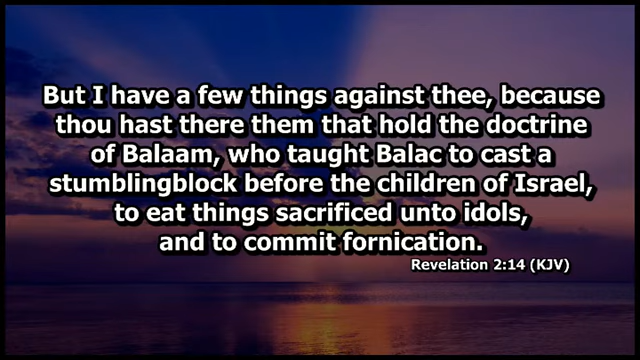 But I have a few things against thee, because
thou hast there them that hold the doctrine
of Balaam, who taught Balac to cast a
stumblingblock before the children of Israel,
to eat things sacrificed unto idols,
and to commit fornication.
Revelation 2:14 (KJV)